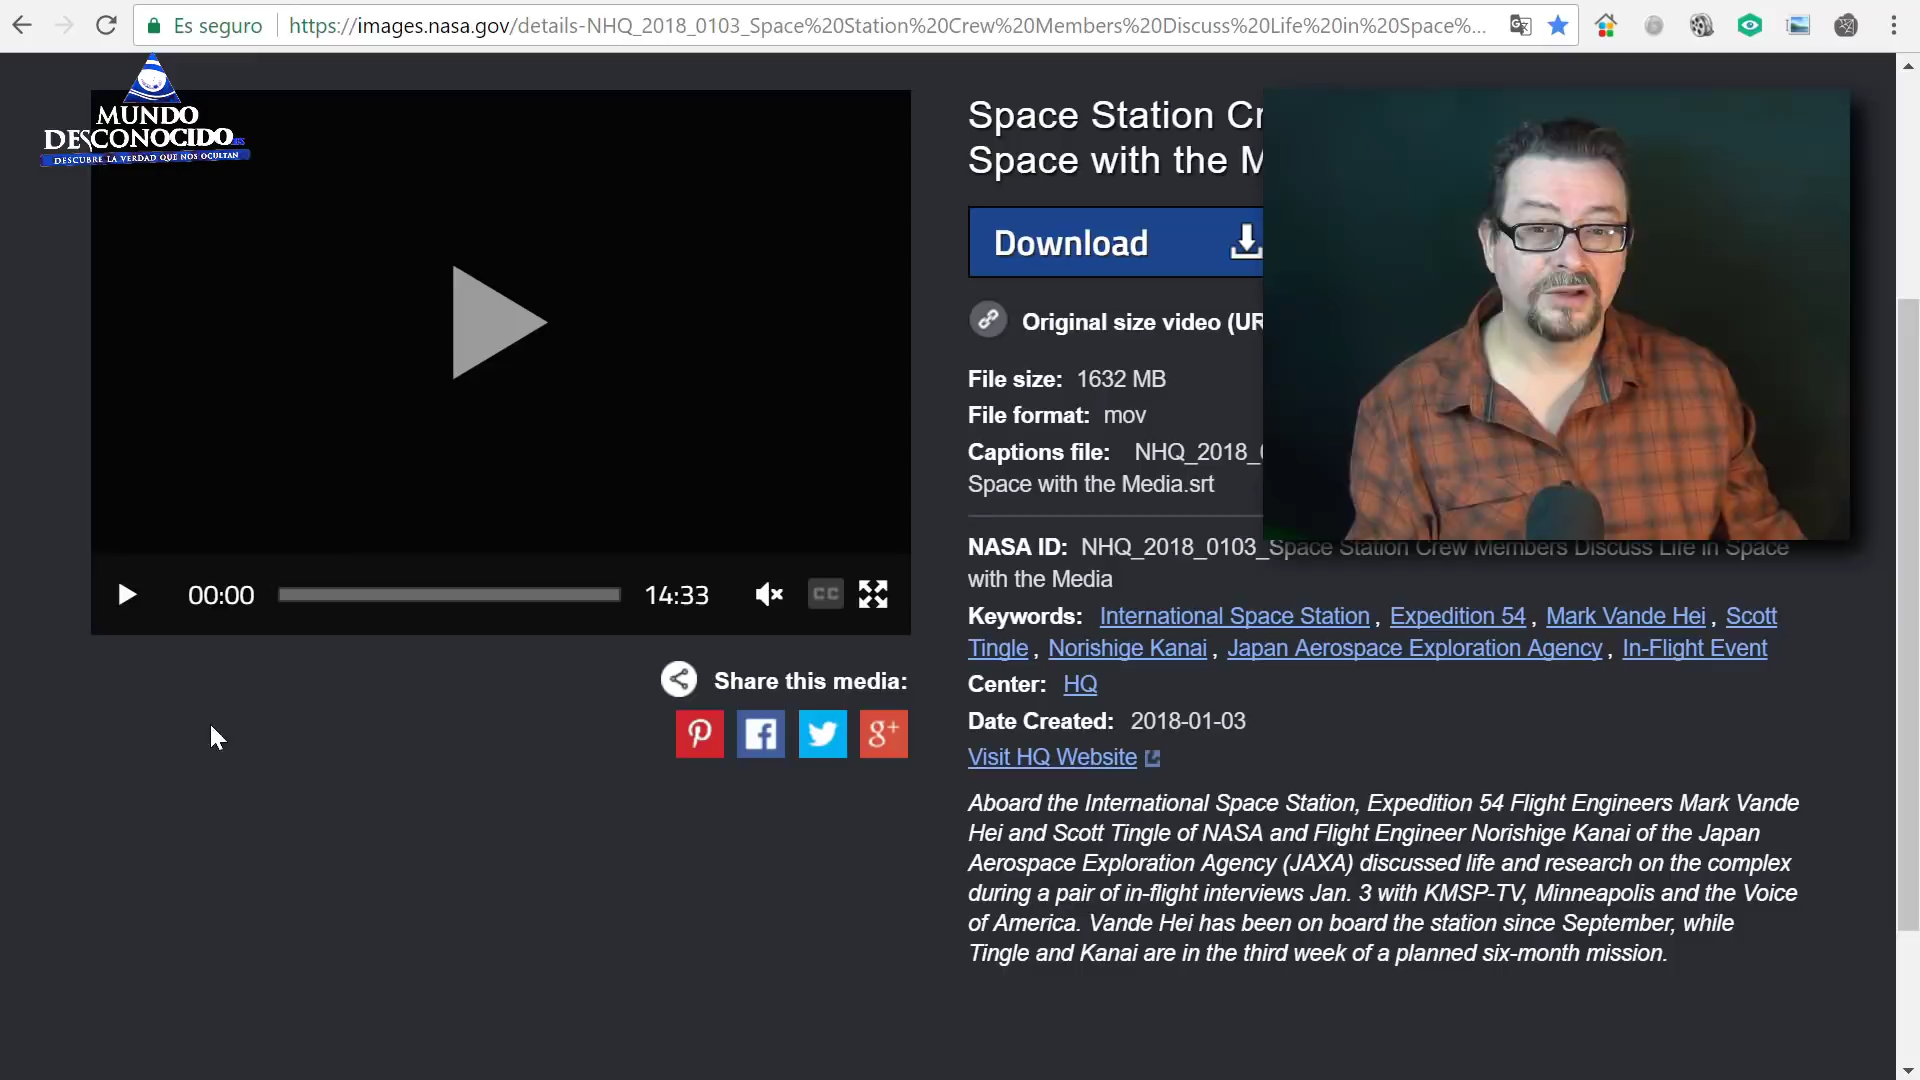 Es seguro
https://images.nasa.gov/details-NHQ_2018_0103_Space%20Station%20Crew%20Members%20Discuss%20Life%20in%20Space%...
MUNDO
DESCONOCIDO.ES
DESCUBRE LA VERDAD QUE NOS OCULTAN
00:00
14:33
CC
Share this media:
g+
Space Station Cr
Space with the M
Download
Original size video (UR
File size: 1632 MB
File format: mov
Captions file: NHQ_2018_0
Space with the Media.srt
NASA ID: NHQ_2018_0103_Space Station Crew Members Discuss Life in Space
with the Media
Keywords: International Space Station , Expedition 54 , Mark Vande Hei , Scott
Tingle , Norishige Kanai , Japan Aerospace Exploration Agency , In-Flight Event
Center: HQ
Date Created: 2018-01-03
Visit HQ Website
Aboard the International Space Station, Expedition 54 Flight Engineers Mark Vande
Hei and Scott Tingle of NASA and Flight Engineer Norishige Kanai of the Japan
Aerospace Exploration Agency (JAXA) discussed life and research on the complex
during a pair of in-flight interviews Jan. 3 with KMSP-TV, Minneapolis and the Voice
of America. Vande Hei has been on board the station since September, while
Tingle and Kanai are in the third week of a planned six-month mission.